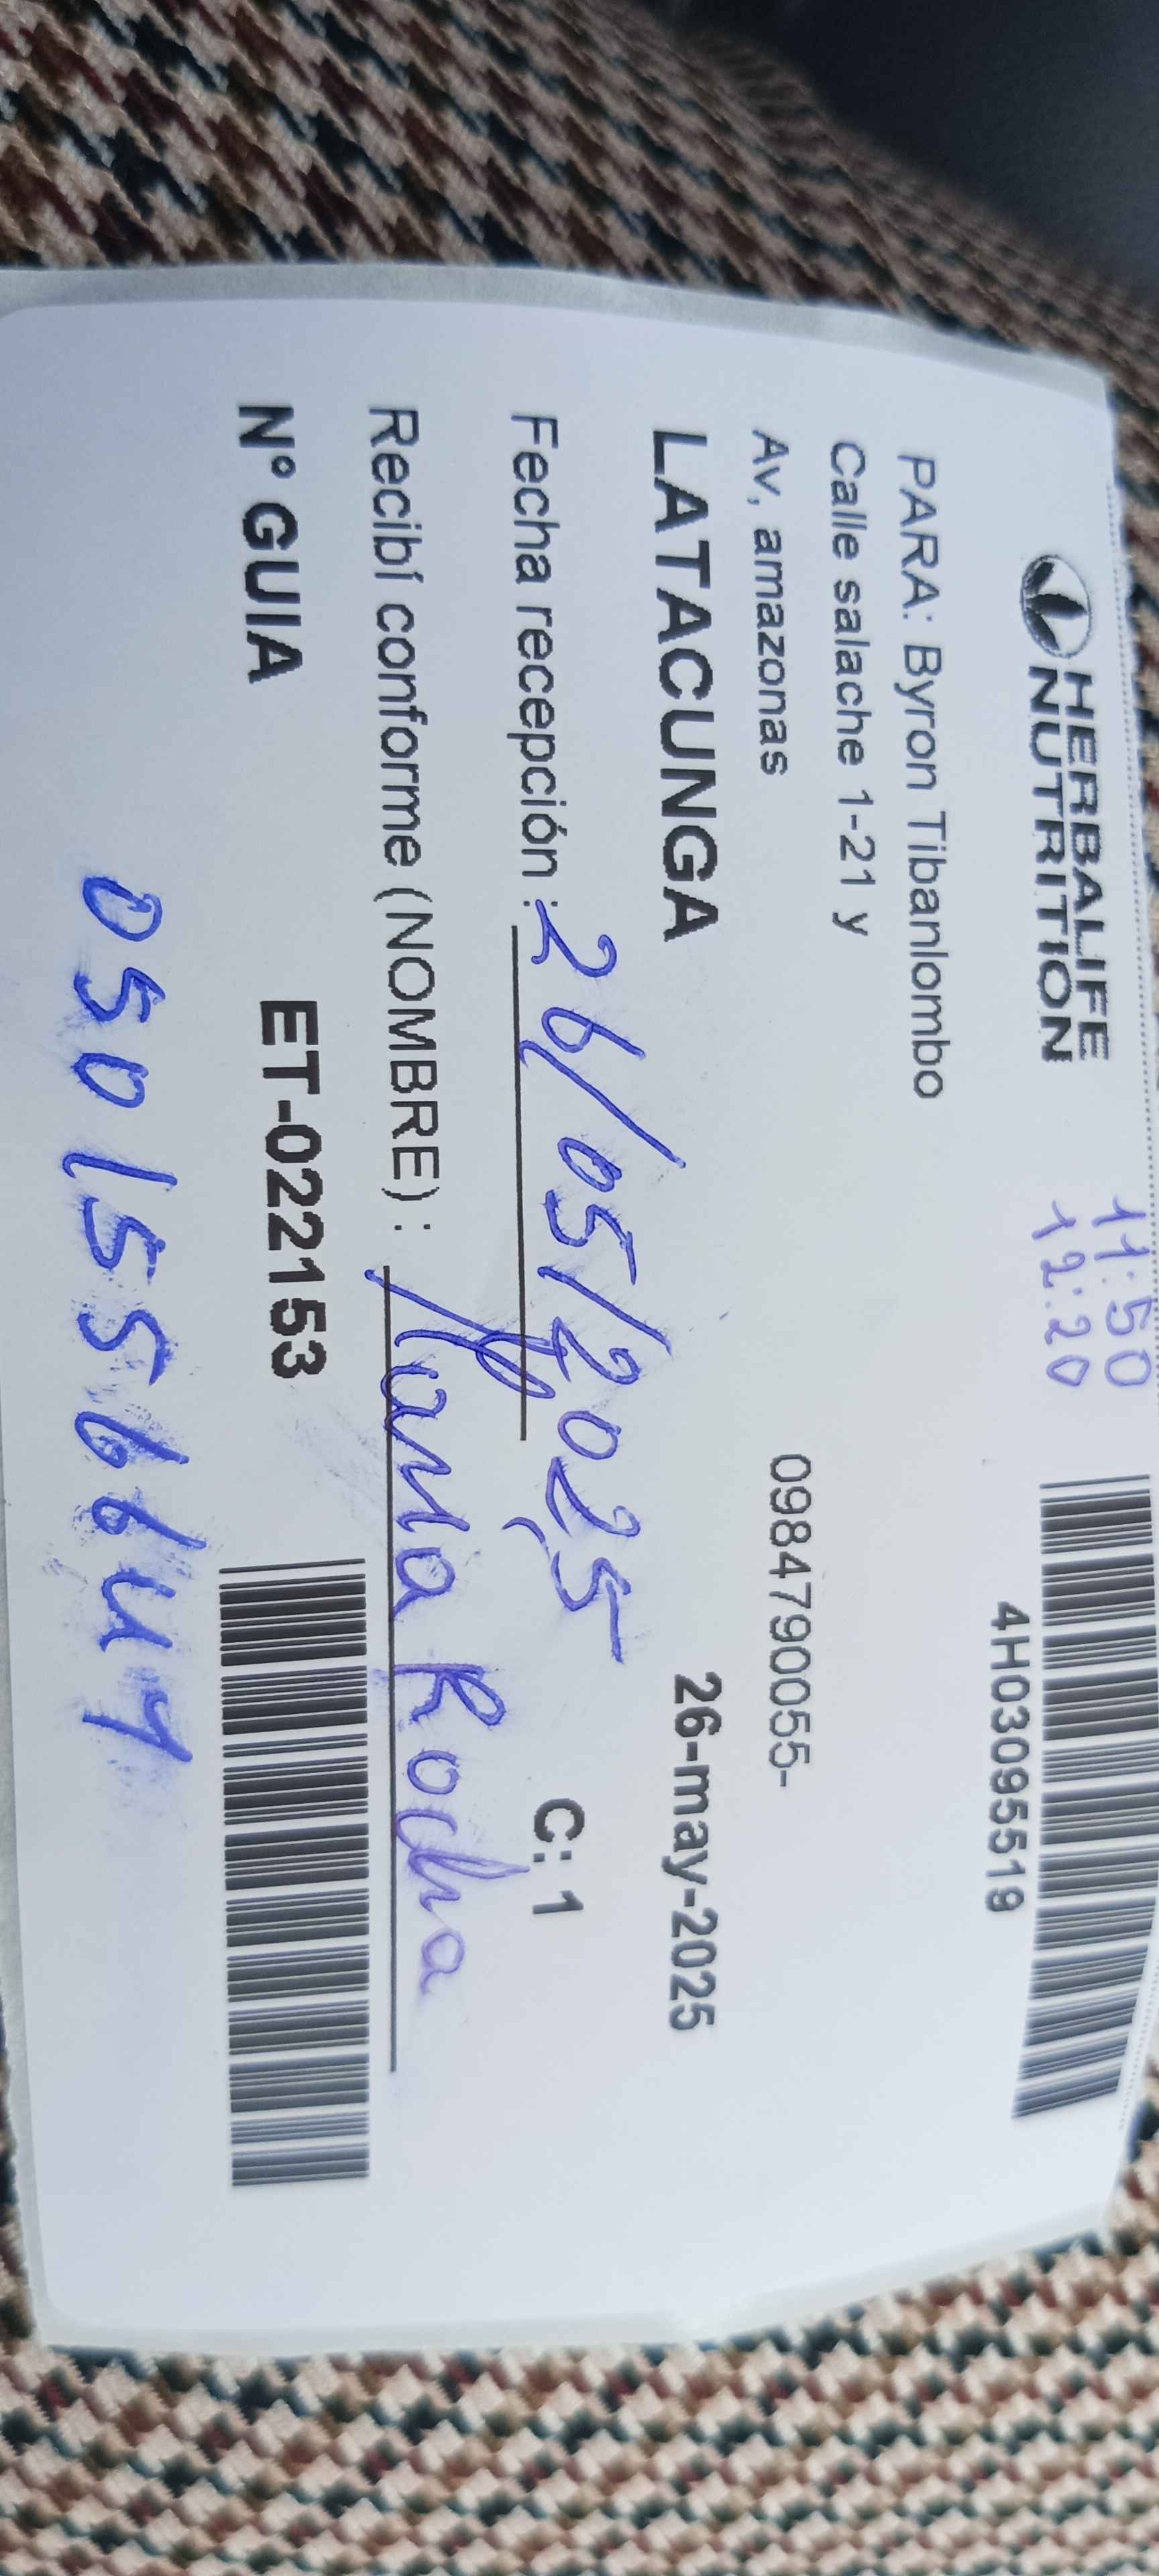 HERBALIFE
NUTRITION
11:50
12:20
4H03095519
PARA: Byron Tibanlombo
Calle salache 1-21 y
Av, amazonas
0984790055-
LATACUNGA
26-may-2025
Fecha recepción : 26/05/2025
C: 1
Recibí conforme (NOMBRE) : Rocha
Nº GUIA
ET-022153